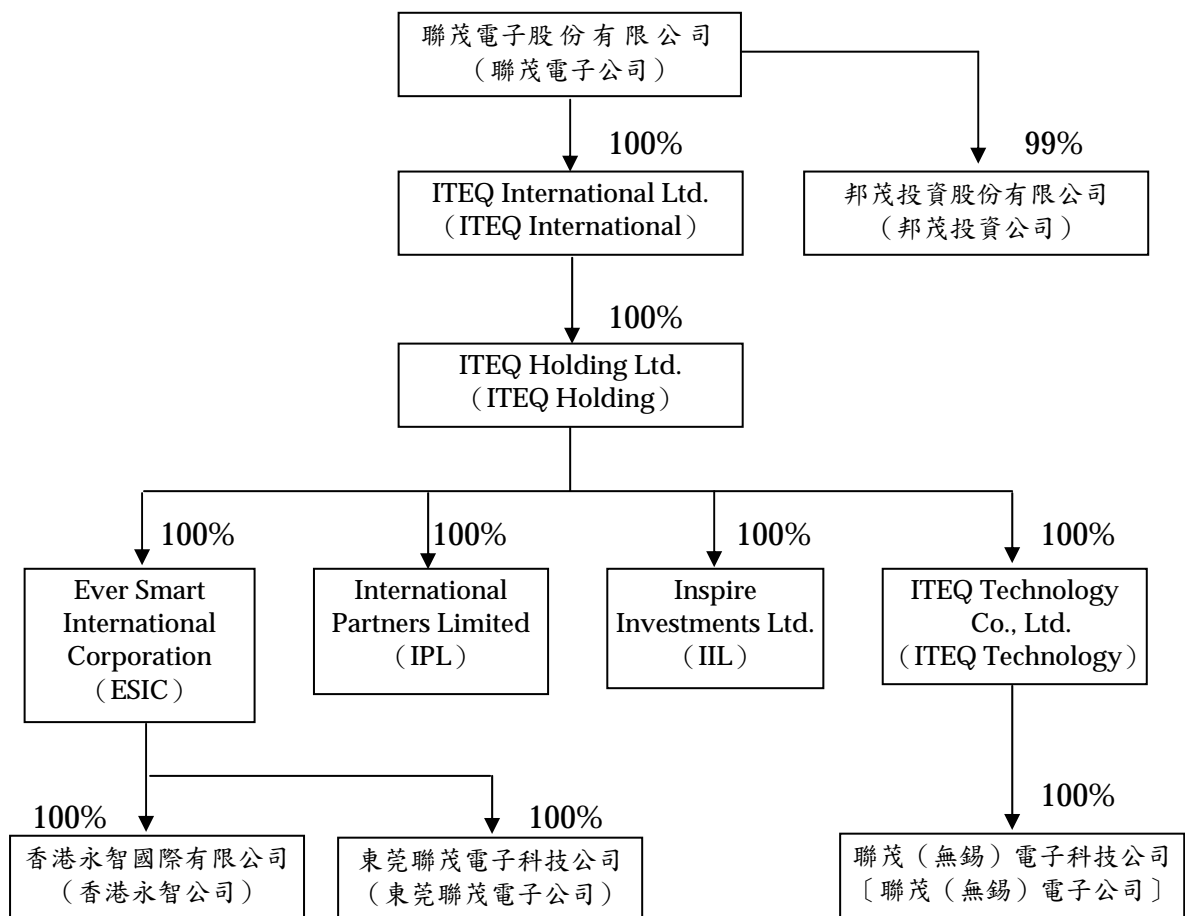 聯茂電子股份有限公司
（聯茂電子公司）
100%
99%
ITEQ International Ltd.
（ITEQ International）
邦茂投資股份有限公司
（邦茂投資公司）
100%
ITEQ Holding Ltd.
（ITEQ Holding）
100%
100%
100%
100%
Ever Smart
International
Corporation
（ESIC）
International
Partners Limited
（IPL）
Inspire
Investments Ltd.
（IIL）
ITEQ Technology
Co., Ltd.
（ITEQ Technology）
100%
100%
100%
香港永智國際有限公司
（香港永智公司）
東莞聯茂電子科技公司
（東莞聯茂電子公司）
聯茂（無錫）電子科技公司
〔聯茂（無錫）電子公司〕